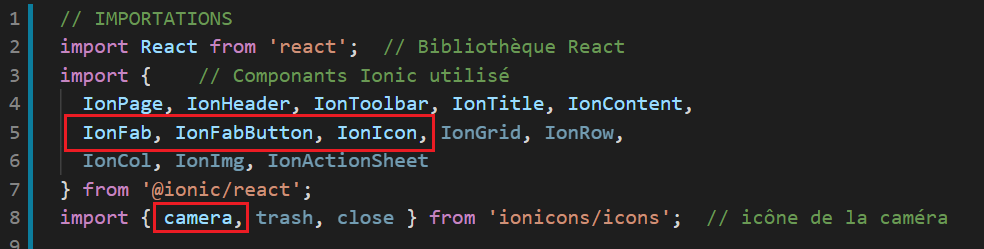 1 // IMPORTATIONS
2 import React from 'react'; // Bibliothèque React
3 import { // Componants Ionic utilisé
4 IonPage, IonHeader, IonToolbar, IonTitle, IonContent,
5 IonFab, IonFabButton, IonIcon, IonGrid, IonRow,
6 IonCol, IonImg, IonActionSheet
7 } from '@ionic/react';
8 import { camera, trash, close } from 'ionicons/icons'; // icône de la caméra
9